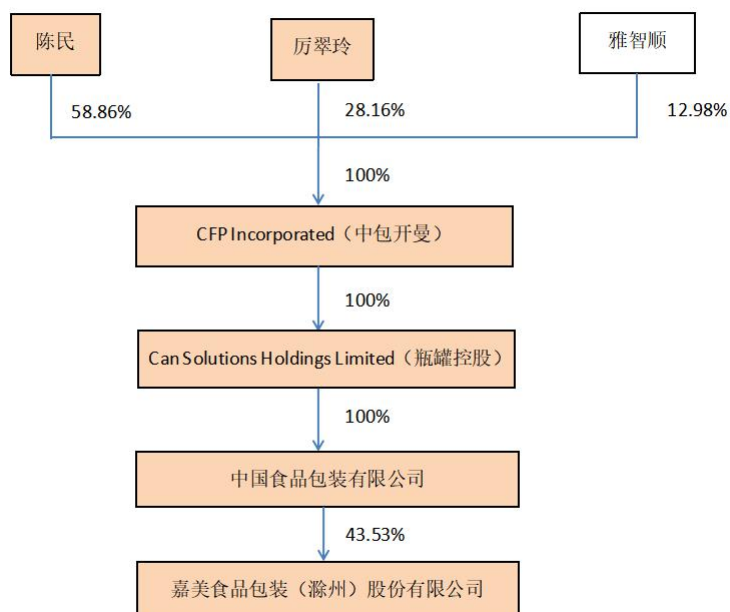 陈民
厉翠玲
雅智顺
58.86%
28.16%
12.98%
100%
CFP Incorporated（中包开曼）
100%
Can Solutions Holdings Limited（瓶罐控股）
100%
中国食品包装有限公司
43.53%
嘉美食品包装（滁州）股份有限公司